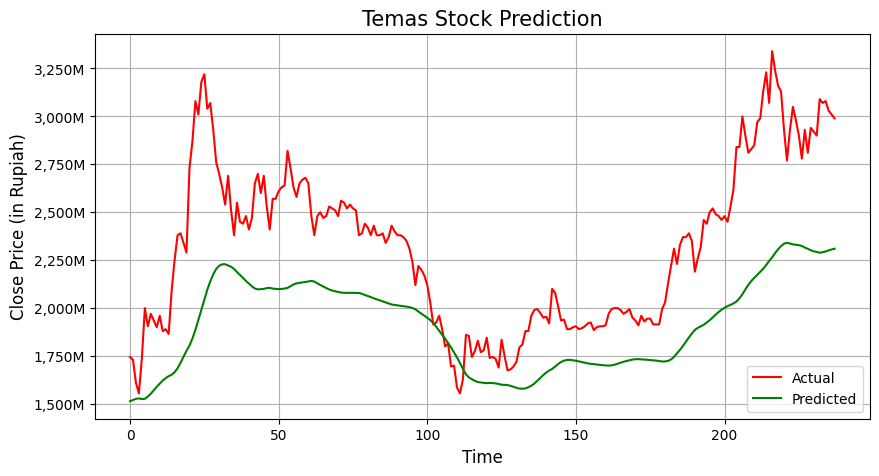 Temas Stock Prediction
Close Price (in Rupiah)
3,250M
3,000M
2,750M
2,500M
2,250M
2,000M
1,750M
1,500M
0
50
100
150
200
Time
Actual
Predicted